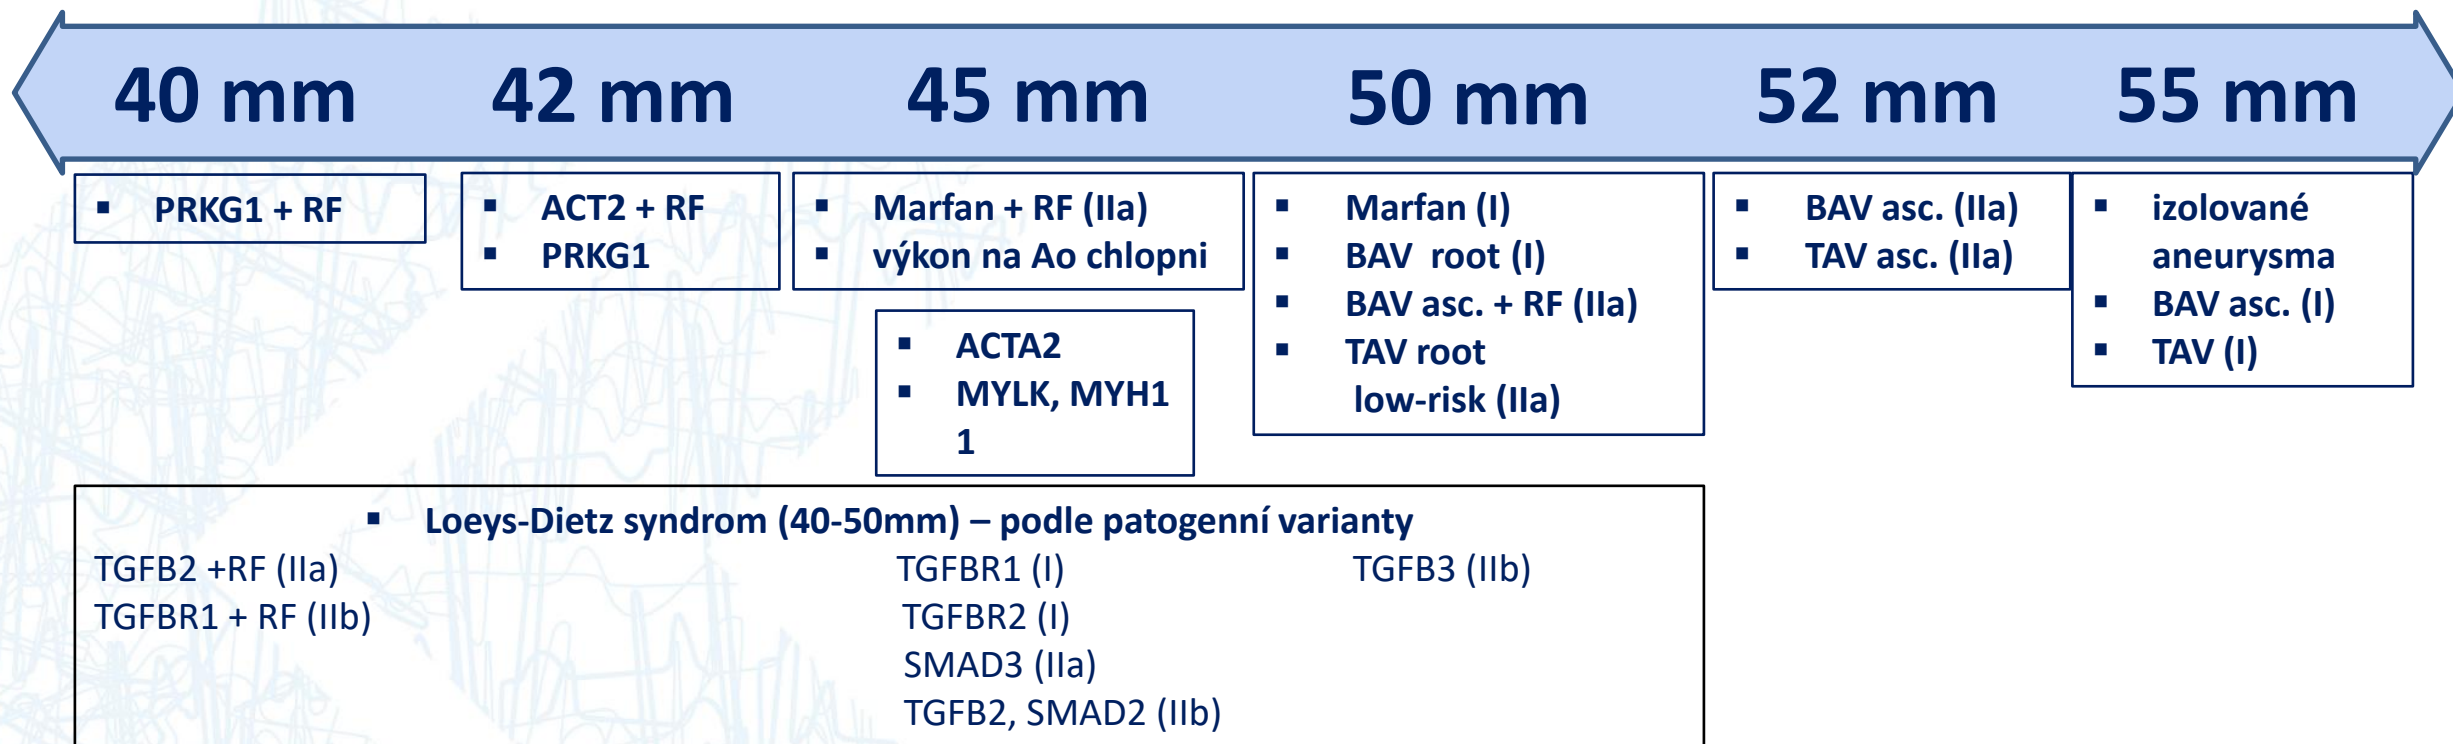 40 mm 42 mm 45 mm 50 mm 52 mm 55 mm
▪ PRKG1 + RF
▪ ACT2 + RF
▪ PRKG1
▪ Marfan + RF (IIa)
▪ výkon na Ao chlopni
▪ ACTA2
▪ MYLK, MYH1
1
▪ Marfan (I)
▪ BAV root (I)
▪ BAV asc. + RF (IIa)
▪ TAV root
low-risk (IIa)
▪ BAV asc. (IIa)
▪ TAV asc. (IIa)
▪ izolované
aneurysma
▪ BAV asc. (I)
▪ TAV (I)
▪ Loeys-Dietz syndrom (40-50mm) – podle patogenní varianty
TGFB2 +RF (IIa)
TGFBR1 + RF (IIb)
TGFBR1 (I)
TGFBR2 (I)
SMAD3 (IIa)
TGFB2, SMAD2 (IIb)
TGFB3 (IIb)